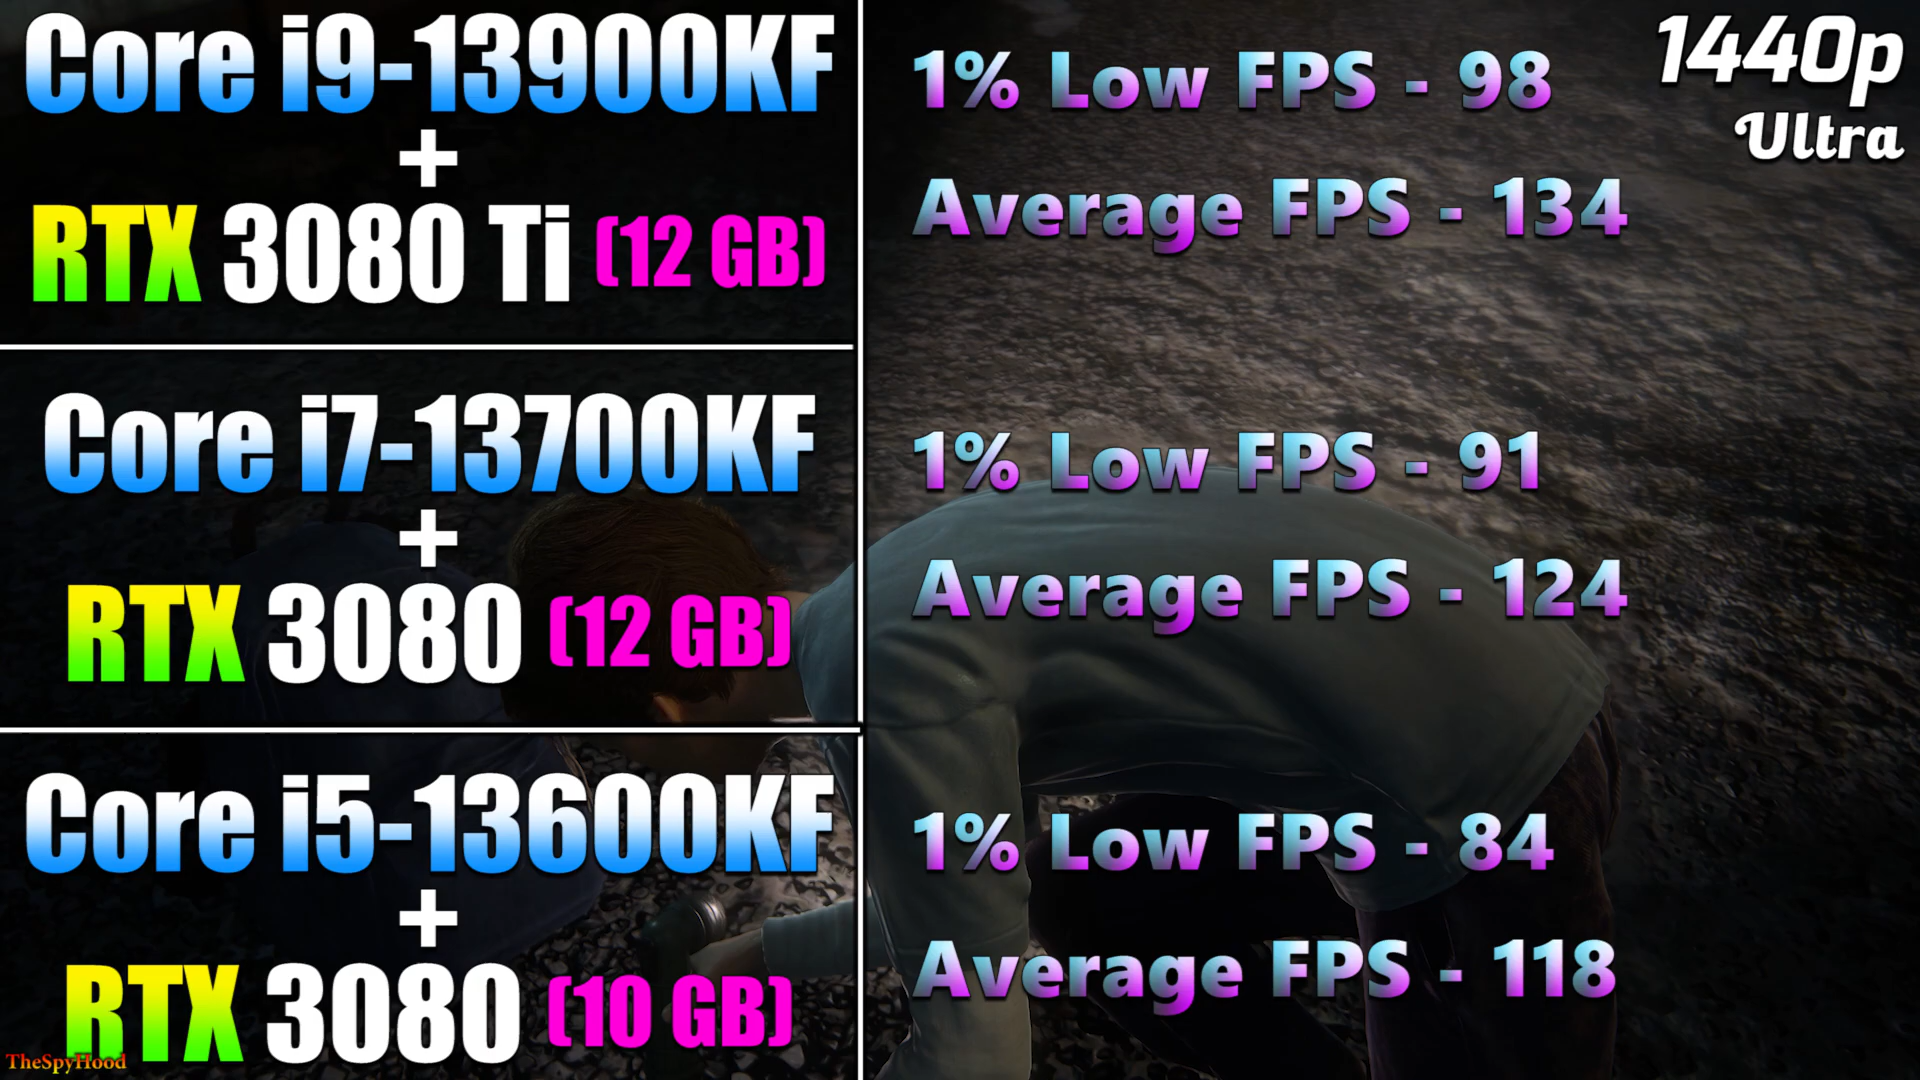 Core i9-13900KF
+
RTX 3080 Ti (12 GB)
1% Low FPS - 98
Average FPS - 134
1440p
Ultra
Core i7-13700KF
+
RTX 3080 (12 GB)
1% Low FPS - 91
Average FPS - 124
Core i5-13600KF
+
RTX 3080 (10 GB)
1% Low FPS - 84
Average FPS - 118
TheSpyHood